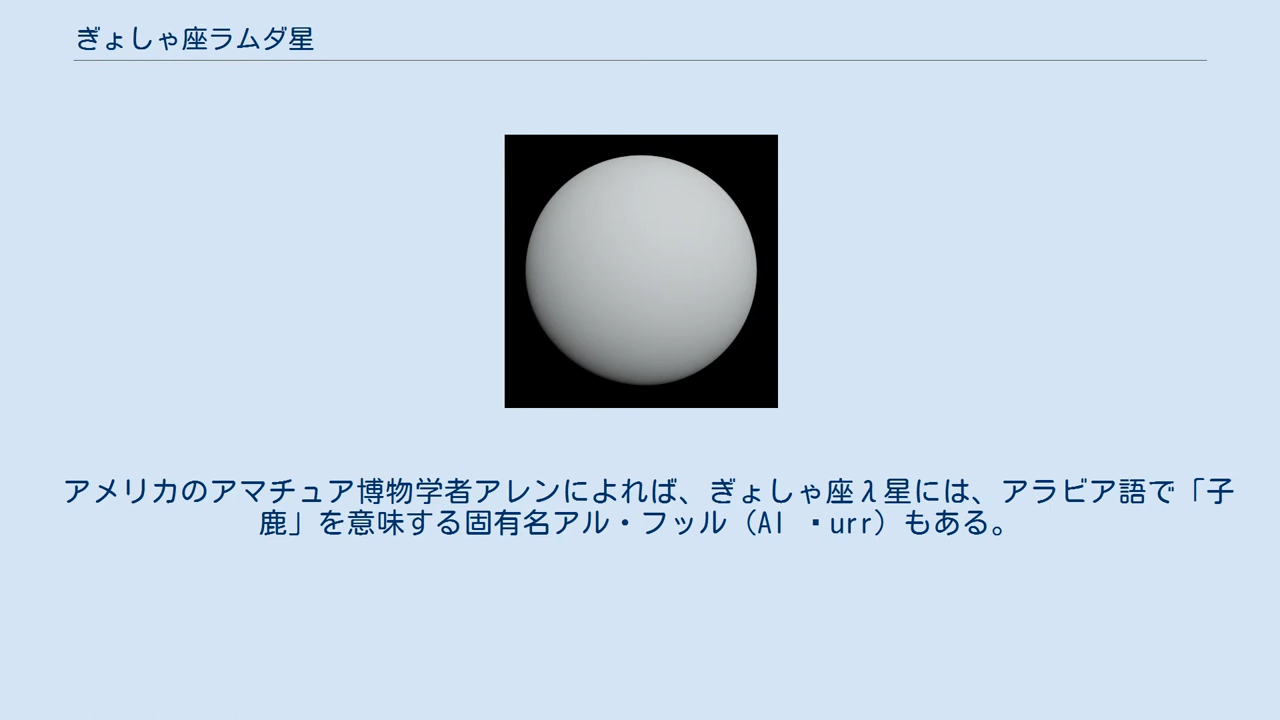 ぎょしゃ座ラムダ星
アメリカのアマチュア博物学者アレンによれば、ぎょしゃ座λ星には、アラビア語で「子
鹿」を意味する固有名アル・フッル（Al ▪urr）もある。